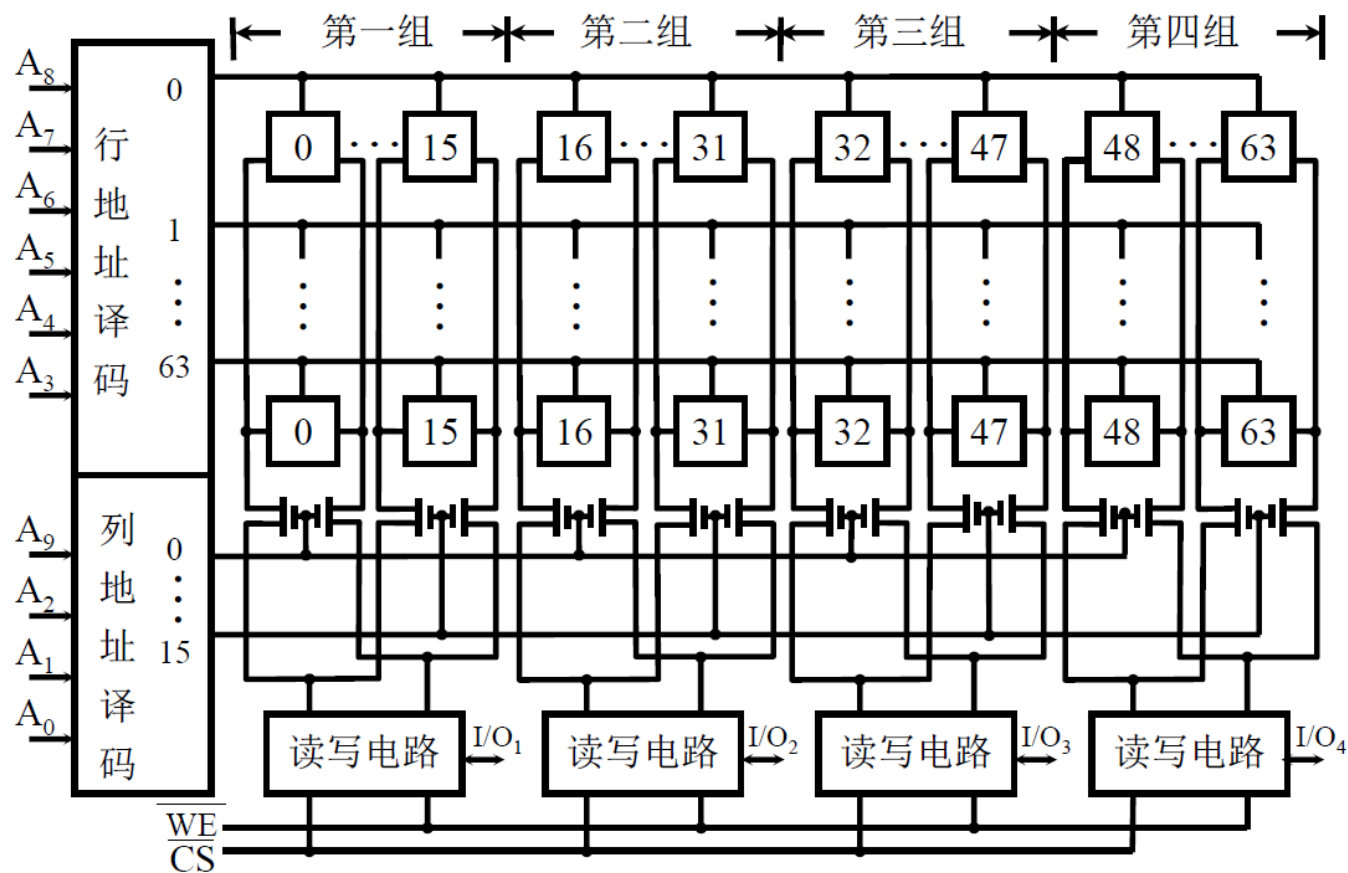 第一组 第二组 第三组 第四组
A8 0
A7
0 ··· 15 16 ··· 31 32 ··· 47 48 ··· 63
A6
行地址译码
1
A5
A4
A3
63
0 15 16 31 32 47 48 63
列地址译码
A9 0
A2
15
A1
A0
读写电路 I/O1 读写电路 I/O2 读写电路 I/O3 读写电路 I/O4
WE
CS